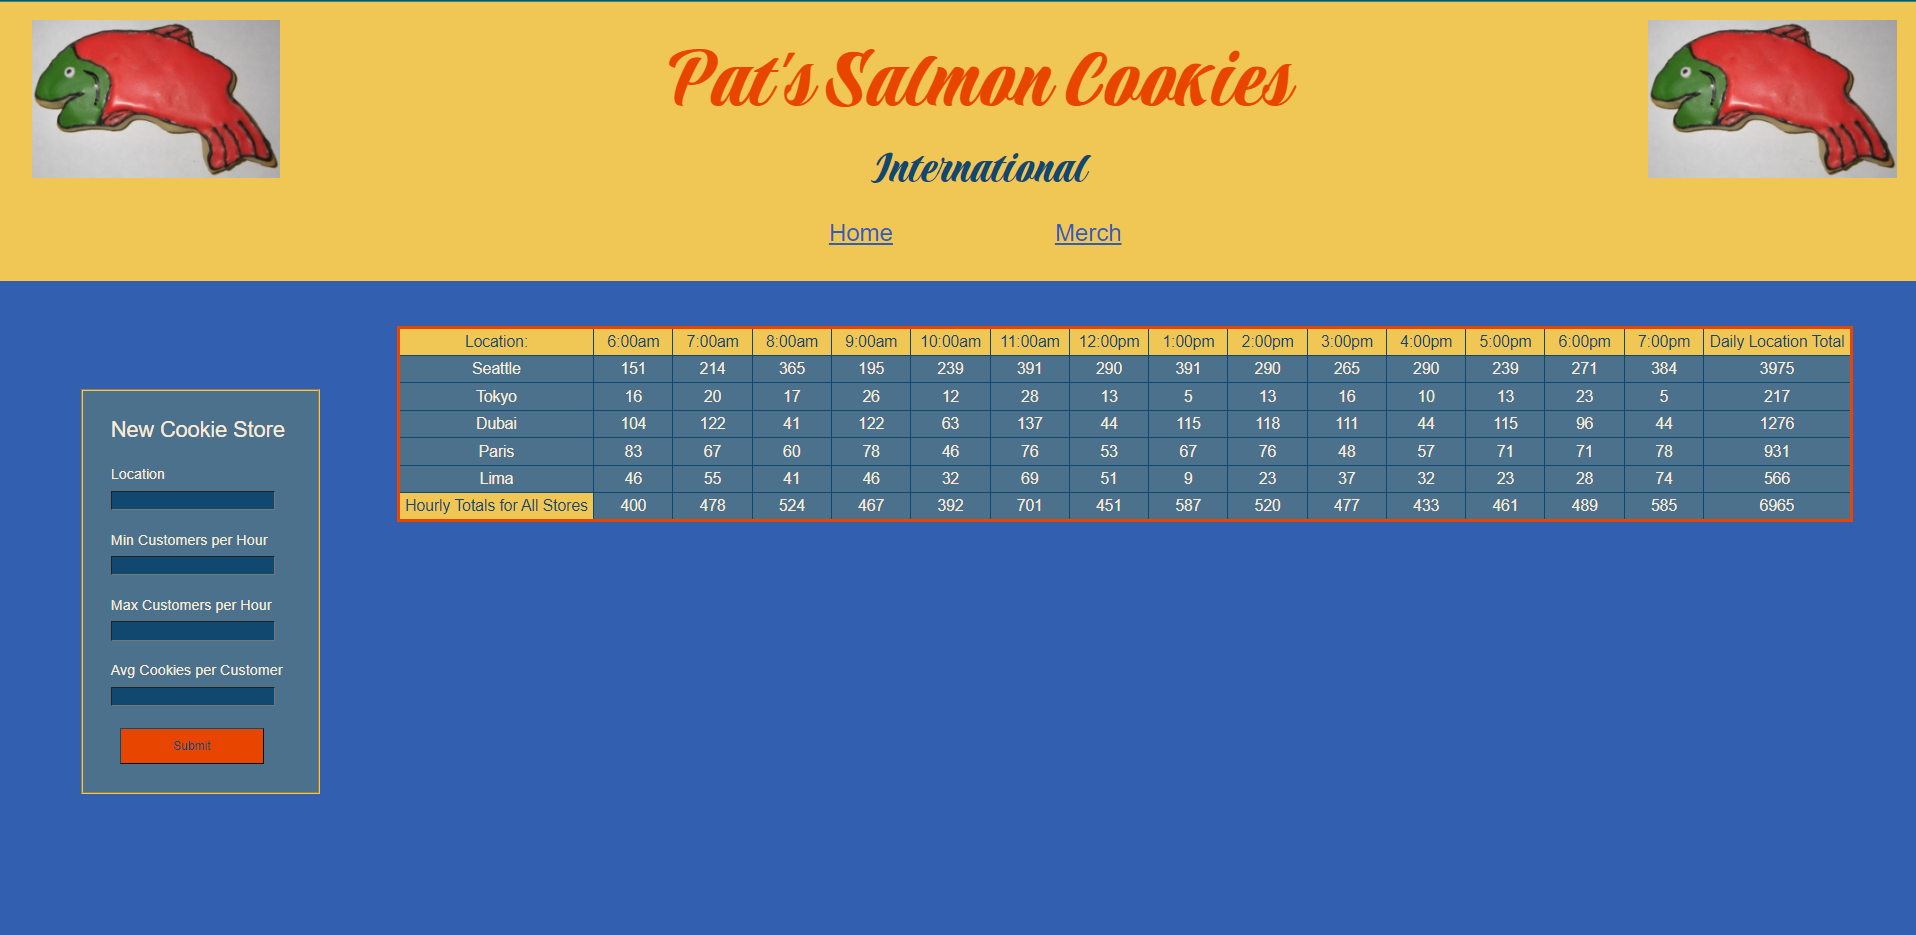 Pat's Salmon Cookies
International
Home Merch
Location: 6:00am 7:00am 8:00am 9:00am 10:00am 11:00am 12:00pm 1:00pm 2:00pm 3:00pm 4:00pm 5:00pm 6:00pm 7:00pm Daily Location Total
Seattle 151 214 365 195 239 391 290 391 290 265 290 239 271 384 3975
Tokyo 16 20 17 26 12 28 13 5 13 16 10 13 23 5 217
Dubai 104 122 41 122 63 137 44 115 118 111 44 115 96 44 1276
Paris 83 67 60 78 46 76 53 67 76 48 57 71 71 78 931
Lima 46 55 41 46 32 69 51 9 23 37 32 23 28 74 566
Hourly Totals for All Stores 400 478 524 467 392 701 451 587 520 477 433 461 489 585 6965
New Cookie Store
Location
Min Customers per Hour
Max Customers per Hour
Avg Cookies per Customer
Submit